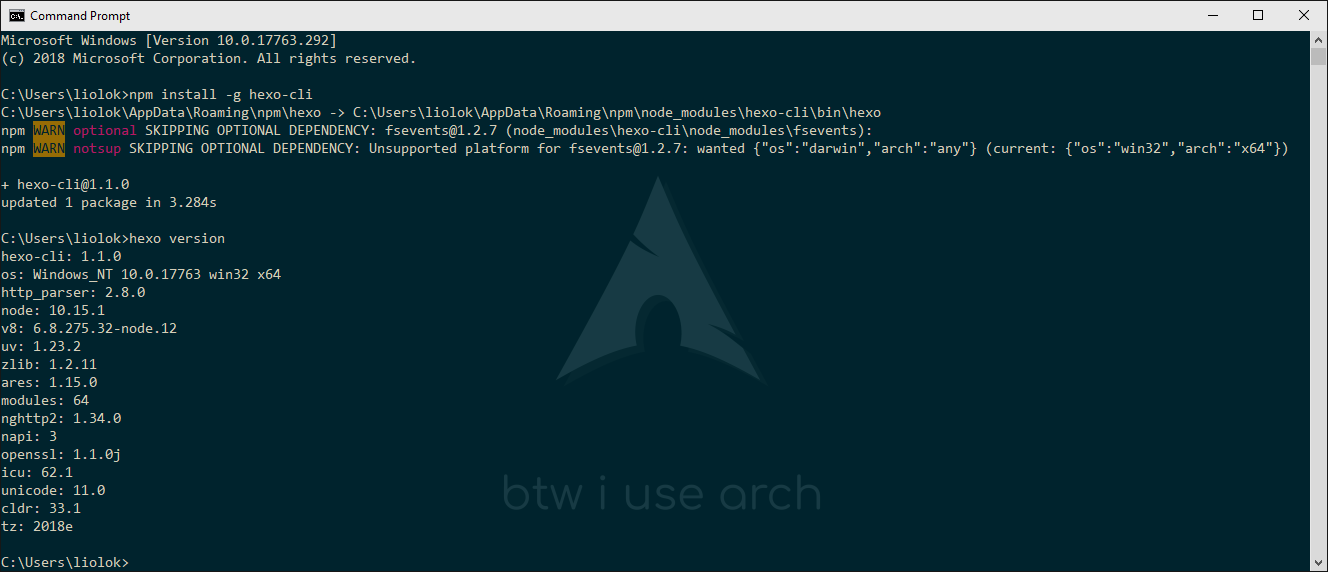 Command Prompt
Microsoft Windows [Version 10.0.17763.292]
(c) 2018 Microsoft Corporation. All rights reserved.
C:\Users\liolok>npm install -g hexo-cli
C:\Users\liolok\AppData\Roaming\npm\hexo -> C:\Users\liolok\AppData\Roaming\npm\node_modules\hexo-cli\bin\hexo
npm WARN optional SKIPPING OPTIONAL DEPENDENCY: fsevents@1.2.7 (node_modules\hexo-cli\node_modules\fsevents):
npm WARN notsup SKIPPING OPTIONAL DEPENDENCY: Unsupported platform for fsevents@1.2.7: wanted {"os":"darwin","arch":"any"} (current: {"os":"win32","arch":"x64"})
+ hexo-cli@1.1.0
updated 1 package in 3.284s
C:\Users\liolok>hexo version
hexo-cli: 1.1.0
os: Windows_NT 10.0.17763 win32 x64
http_parser: 2.8.0
node: 10.15.1
v8: 6.8.275.32-node.12
uv: 1.23.2
zlib: 1.2.11
ares: 1.15.0
modules: 64
nghttp2: 1.34.0
napi: 3
openssl: 1.1.0j
icu: 62.1
unicode: 11.0
cldr: 33.1
tz: 2018e
C:\Users\liolok>
btw i use arch